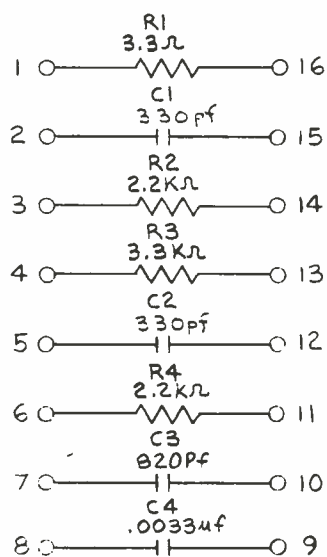 R1
3.3Ω
1 16
C1
330pf
2 15
R2
2.2KΩ
3 14
R3
3.3KΩ
4 13
C2
330pf
5 12
R4
2.2KΩ
6 11
C3
820Pf
7 10
C4
.0033uf
8 9